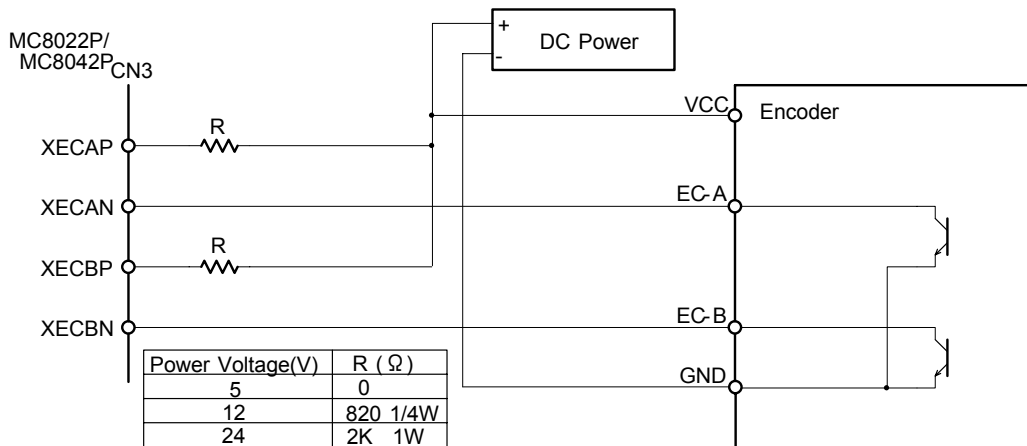 MC8022P/
MC8042P
CN3
+
-
DC Power
VCC
Encoder
R
XECAP
XECAN
EC-A
R
XECBP
XECBN
EC-B
GND
Power Voltage(V) R ( Ω )
5 0
12 820 1/4W
24 2K 1W